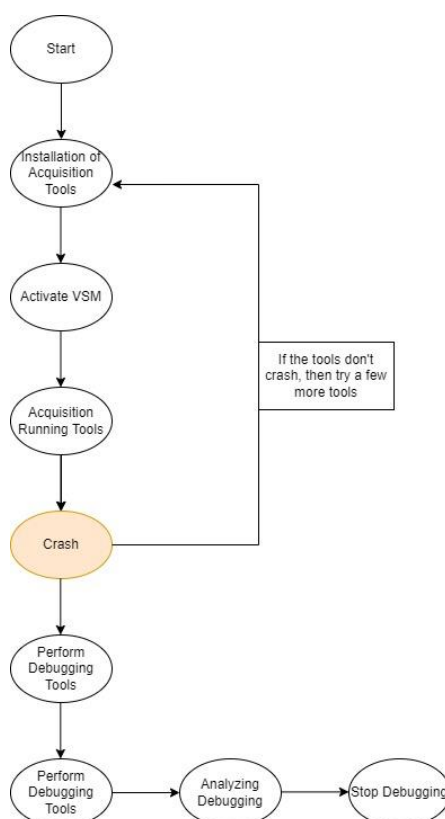 Start
Installation of
Acquisition
Tools
Activate VSM
If the tools don't
crash, then try a few
more tools
Acquisition
Running Tools
Crash
Perform
Debugging
Tools
Perform
Debugging
Tools
Analyzing
Debugging
Stop Debugging